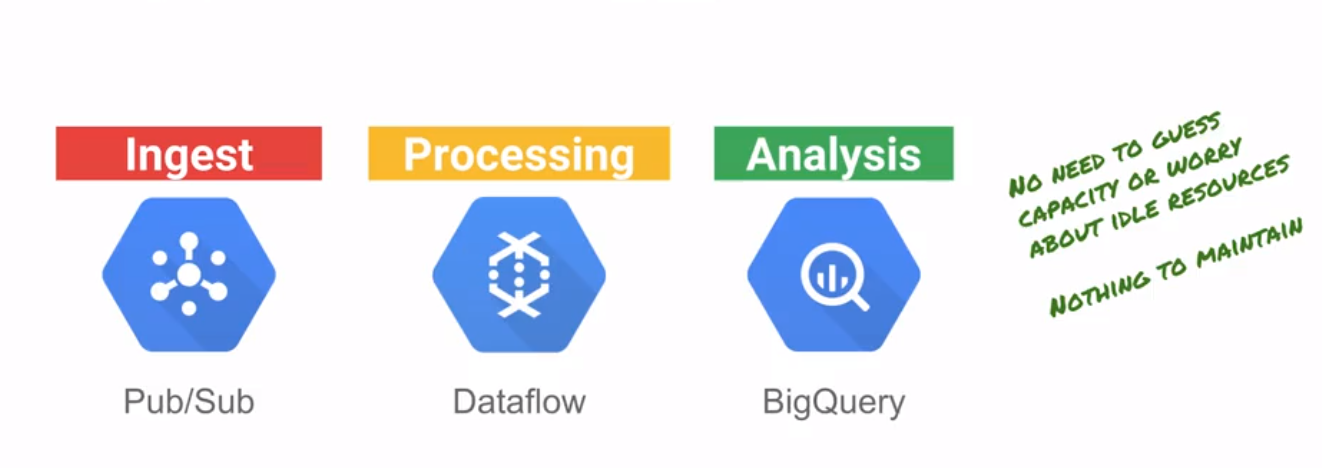 Ingest
Processing
Analysis
No need to guess
capacity or worry
about idle resources
Nothing to maintain
Pub/Sub
Dataflow
BigQuery